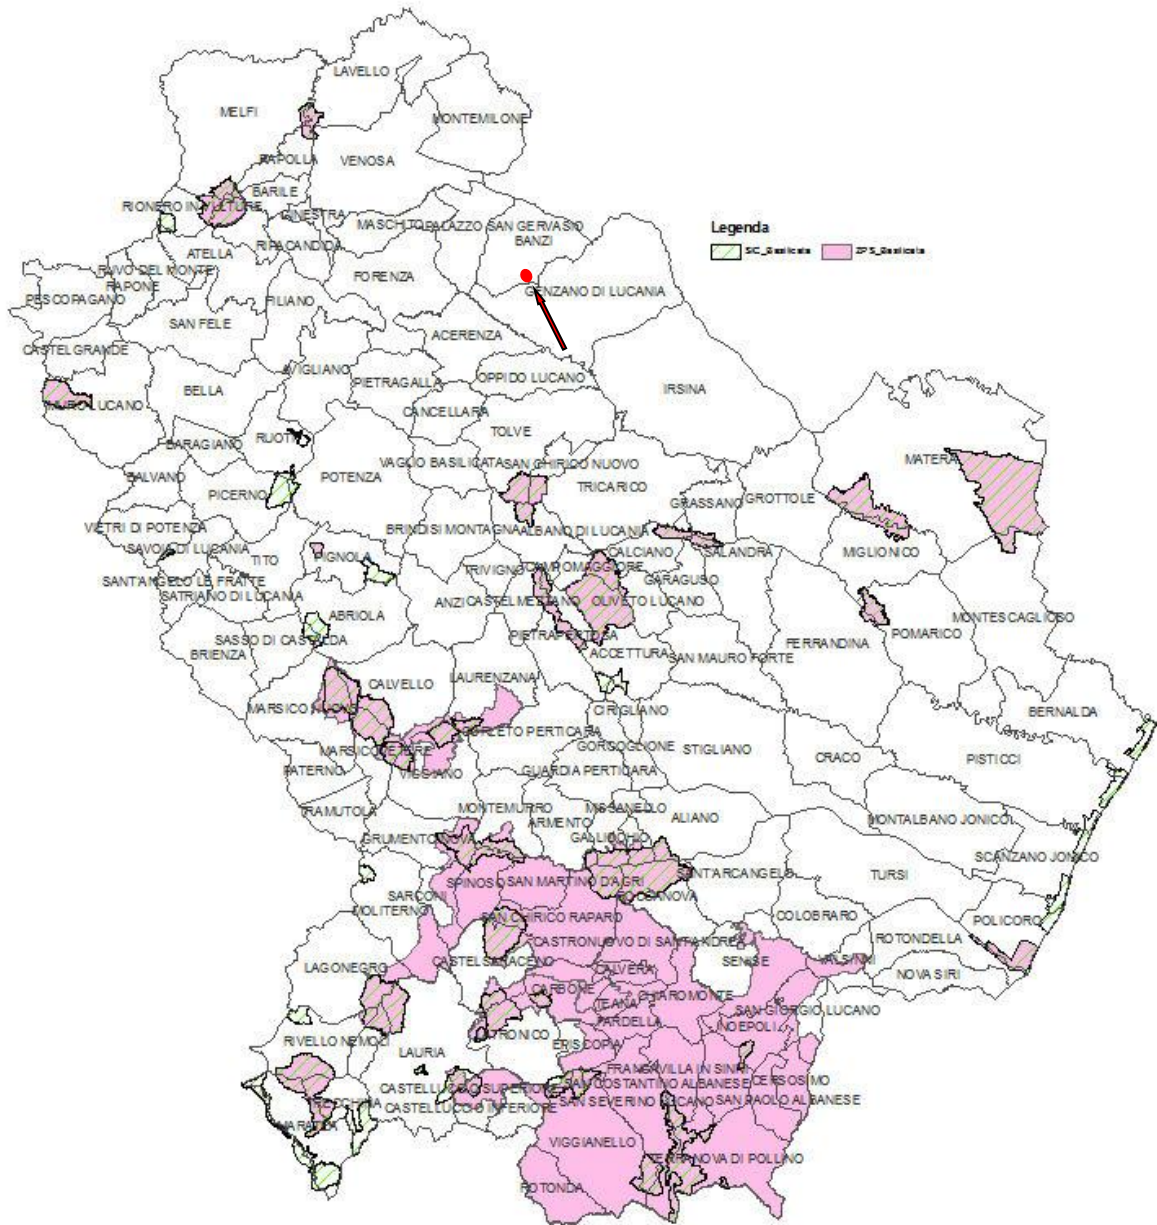 LAVELLO
MELFI
MONTEMILONE
RAPOLLA
VENOSA
BARILE
RIONERO IN VULTURE
GINESTRA
MASCHITO
PALAZZO SAN GERVASIO
BANZI
Legenda
SIC_Basilicata
ZPS_Basilicata
RIPACANDIDA
ATELLA
RUVO DEL MONTE
RAPONE
FORENZA
PESCOPAGANO
FILIANO
GENZANO DI LUCANIA
SAN FELE
ACERENZA
CASTELGRANDE
AVIGLIANO
BELLA
PIETRAGALLA
OPPIDO LUCANO
IRSINA
MURO LUCANO
CANCELLARA
TOLVE
BARAGIANO
RUOTI
MATERA
VAGLIO BASILICATA
SAN CHIRICO NUOVO
BALVANO
POTENZA
TRICARICO
PICERNO
GRASSANO
GROTTOLE
VIETRI DI POTENZA
BRINDISI MONTAGNA
ALBANO DI LUCANIA
SAVOIA DI LUCANIA
TITO
PIGNOLA
CALCIANO
SALANDRA
MIGLIONICO
SANT'ANGELO LE FRATTE
TRIVIGNO
CAMPOMAGGIORE
GARAGUSO
SATRIANO DI LUCANIA
ABRIOLA
ANZI
CASTELMEZZANO
OLIVETO LUCANO
MONTESCAGLIOSO
SASSO DI CASTALDA
PIETRAPERTOSA
FERRANDINA
POMARICO
BRIENZA
ACCETTURA
SAN MAURO FORTE
CALVELLO
LAURENZANA
MARSICO NUOVO
CIRIGLIANO
BERNALDA
CORLETO PERTICARA
MARSICOVETERE
GORGOGLIONE
STIGLIANO
CRACO
PISTICCI
PATERNO
VIGGIANO
GUARDIA PERTICARA
TRAMUTOLA
MONTEMURRO
MISSANELLO
ARMENTO
ALIANO
MONTALBANO JONICO
GRUMENTO NOVA
GALLICCHIO
SCANZANO JONICO
SARCONI
SPINOSO
SAN MARTINO D'AGRI
SANT'ARCANGELO
TURSI
ROCCANOVA
MOLITERNO
SAN CHIRICO RAPARO
COLOBRARO
POLICORO
CASTRONUOVO DI SANT'ANDREA
ROTONDELLA
LAGONEGRO
CASTELSARACENO
SENISE
VALSINNI
CALVERA
NOVA SIRI
CARBONE
TEANA
CHIAROMONTE
SAN GIORGIO LUCANO
FARDELLA
NOEPOLI
LATRONICO
RIVELLO
NEMOLI
EPISCOPIA
LAURIA
FRANCAVILLA IN SINNI
CASTELLUCCIO SUPERIORE
SAN COSTANTINO ALBANESE
CERSOSIMO
TRECCHINA
CASTELLUCCIO INFERIORE
SAN SEVERINO LUCANO
SAN PAOLO ALBANESE
MARATEA
VIGGIANELLO
TERRANOVA DI POLLINO
ROTONDA